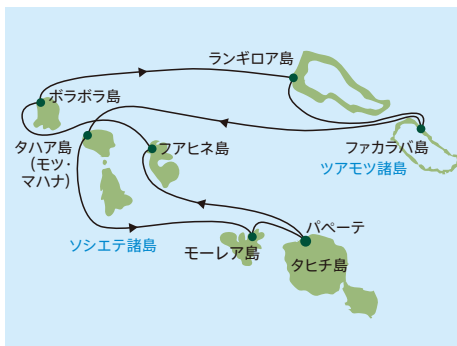 ランギロア島
ボラボラ島
タハア島
(モツ・
マハナ)
フアヒネ島
ファカラバ島
ツアモツ諸島
ソシエテ諸島
モーレア島
パペーテ
タヒチ島